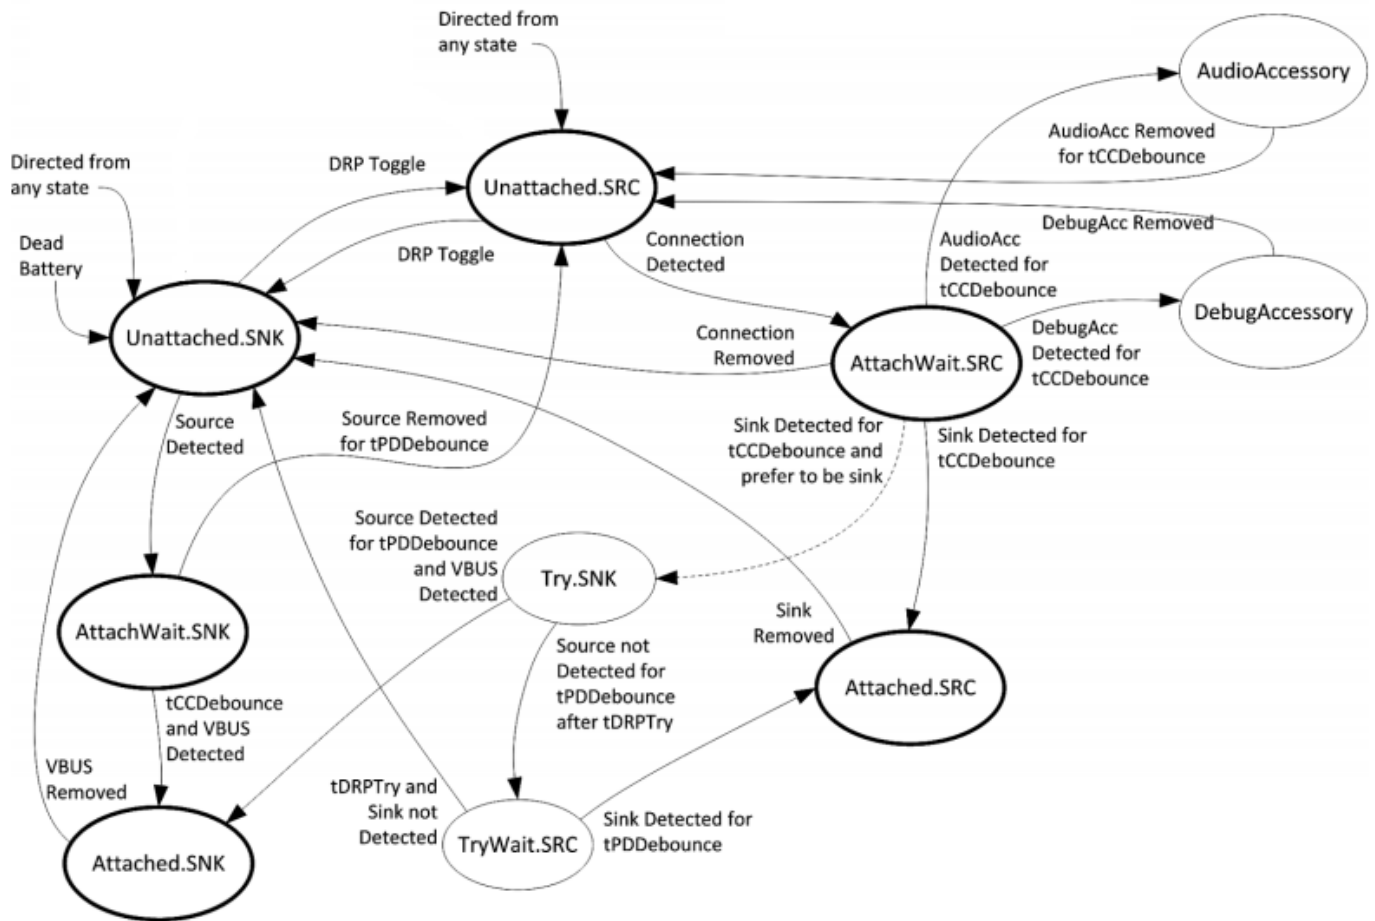 Directed from
any state
AudioAccessory
AudioAcc Removed
for tCCDebounce
Directed from
any state
DRP Toggle
Unattached.SRC
DebugAcc Removed
Dead
Battery
DRP Toggle
Connection
Detected
AudioAcc
Detected for
tCCDebounce
DebugAccessory
Unattached.SNK
Connection
Removed
AttachWait.SRC
DebugAcc
Detected for
tCCDebounce
Source
Detected
Source Removed
for tPDDebounce
Sink Detected for
tCCDebounce and
prefer to be sink
Sink Detected for
tCCDebounce
Source Detected
for tPDDebounce
and VBUS
Detected
Try.SNK
AttachWait.SNK
Sink
Removed
Source not
Detected for
tPDDebounce
after tDRPTry
Attached.SRC
tCCDebounce
and VBUS
Detected
VBUS
Removed
tDRPTry and
Sink not
Detected
TryWait.SRC
Sink Detected for
tPDDebounce
Attached.SNK